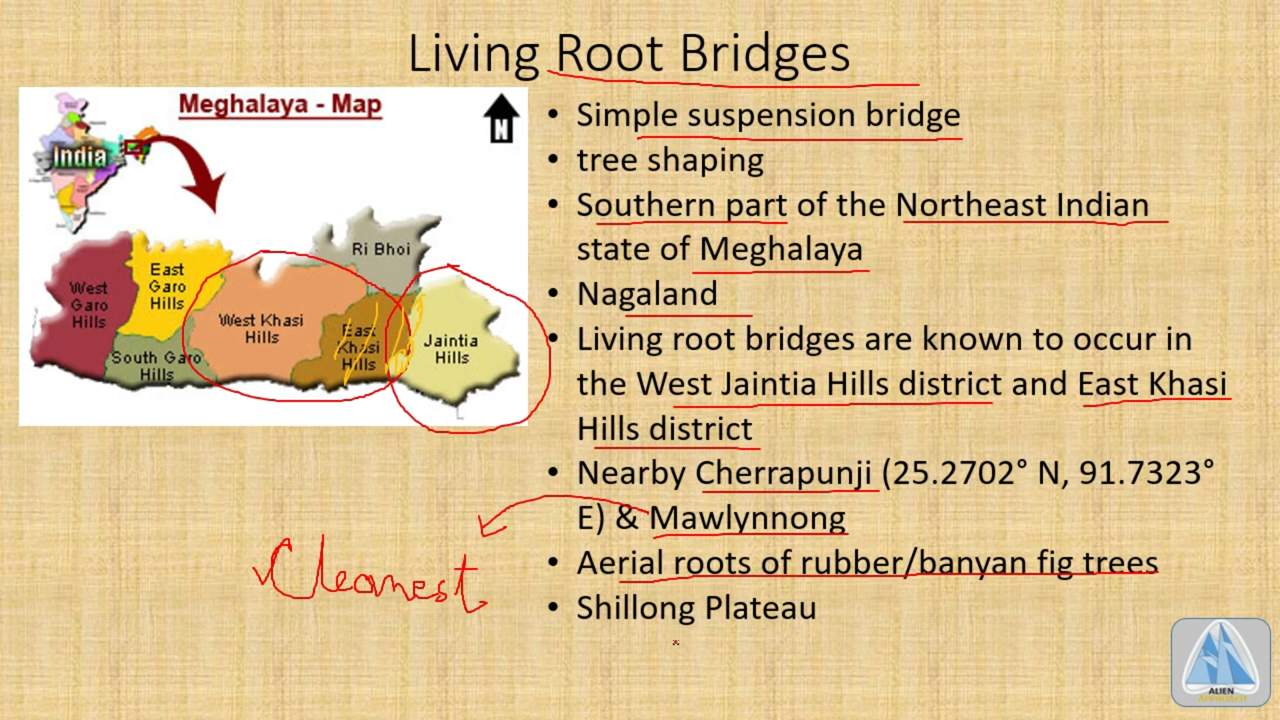 Living Root Bridges
Meghalaya - Map
N
India
West
Garo
Hills
East
Garo
Hills
South Garo
Hills
West Khasi
Hills
East
Khasi
Hills
Ri Bhoi
Jaintia
Hills
• Simple suspension bridge
• tree shaping
• Southern part of the Northeast Indian
state of Meghalaya
• Nagaland
• Living root bridges are known to occur in
the West Jaintia Hills district and East Khasi
Hills district
• Nearby Cherrapunji (25.2702° N, 91.7323°
E) & Mawlynnong
• Aerial roots of rubber/banyan fig trees
• Shillong Plateau
Cleanest
ALIEN